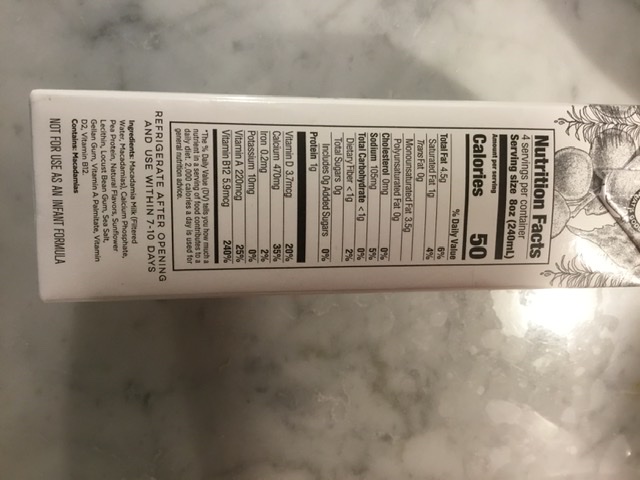 Nutrition Facts
4 servings per container
Serving size 8oz (240mL)
Amount per serving
Calories 50
% Daily Value
Total Fat 4.5g 6%
Saturated Fat 1g 4%
Trans Fat 0g
Monounsaturated Fat 3.5g
Polyunsaturated Fat 0g
Cholesterol 0mg 0%
Sodium 105mg 5%
Total Carbohydrate <1g 0%
Dietary Fiber <1g 2%
Total Sugars 0g
Includes 0g Added Sugars 0%
Protein 1g
Vitamin D 3.7mcg 20%
Calcium 470mg 35%
Iron 0.2mg 2%
Potassium 10mg 0%
Vitamin A 220mcg 25%
Vitamin B12 5.9mcg 240%
*The % Daily Value (DV) tells you how much a
nutrient in a serving of food contributes to a
daily diet. 2,000 calories a day is used for
general nutrition advice.
REFRIGERATE AFTER OPENING
AND USE WITHIN 7-10 DAYS
Ingredients: Macadamia Milk (Filtered
Water, Macadamias), Calcium Phosphate,
Pea Protein, Natural Flavors, Sunflower
Lecithin, Locust Bean Gum, Sea Salt,
Gellan Gum, Vitamin A Palmitate, Vitamin
D2, Vitamin B12.
Contains: Macadamias
NOT FOR USE AS AN INFANT FORMULA